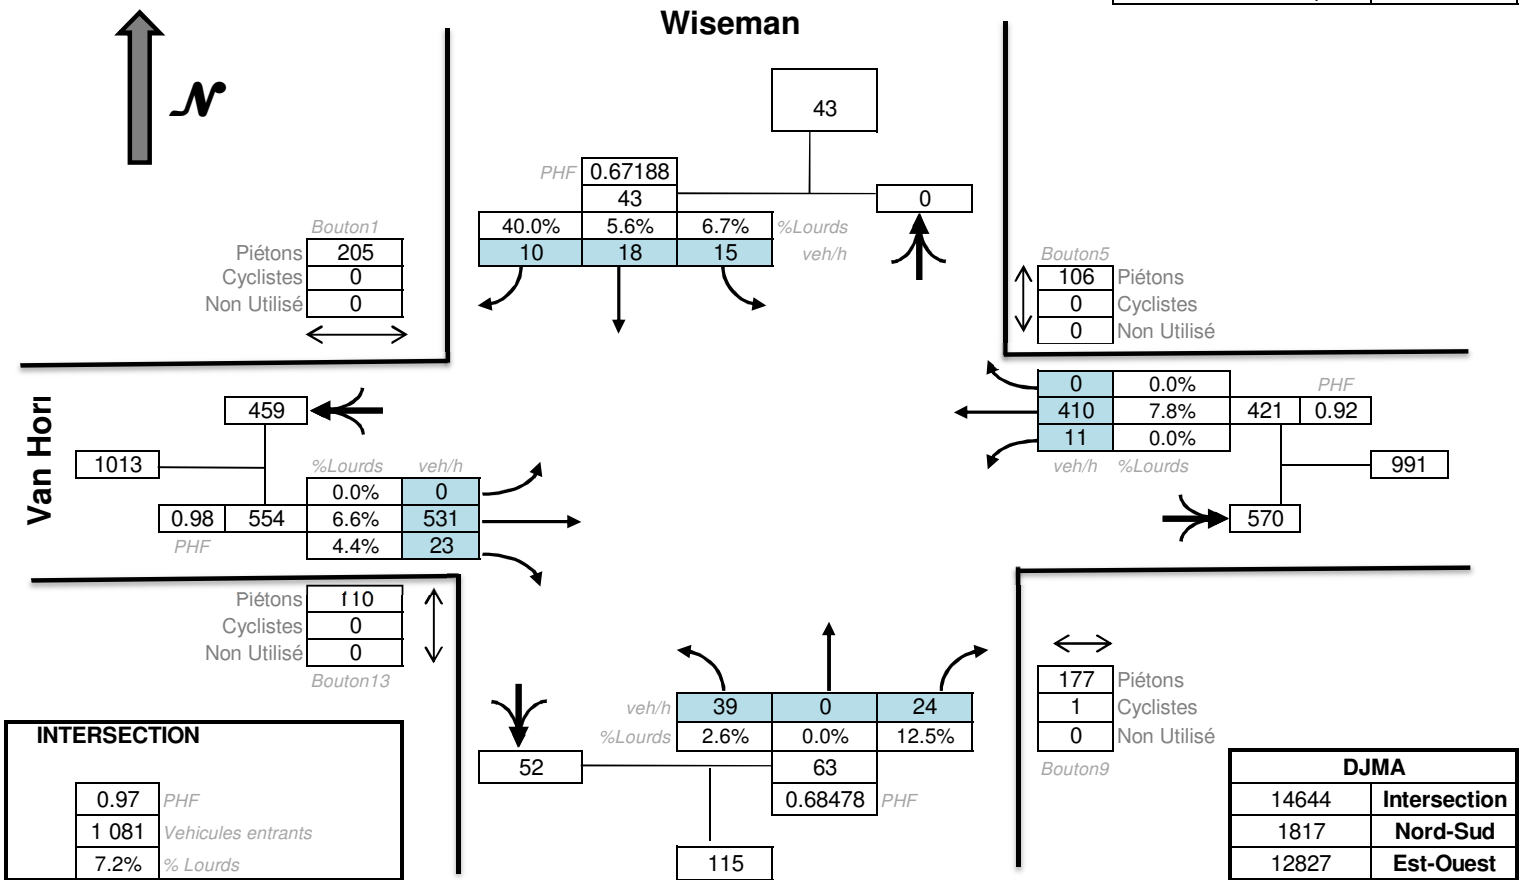 Wiseman
N
43
PHF 0.67188
43
0
40.0% 5.6% 6.7% %Lourds
10 18 15 veh/h
Bouton1
Piétons 205
Cyclistes 0
Non Utilisé 0
Bouton5
106 Piétons
0 Cyclistes
0 Non Utilisé
0 0.0% PHF
410 7.8% 421 0.92
11 0.0%
veh/h %Lourds
991
570
Van Hori
459
1013
%Lourds veh/h
0.0% 0
0.98 554 6.6% 531
PHF 4.4% 23
Piétons 110
Cyclistes 0
Non Utilisé 0
Bouton13
veh/h 39 0 24
%Lourds 2.6% 0.0% 12.5%
52 63
0.68478 PHF
115
177 Piétons
1 Cyclistes
0 Non Utilisé
Bouton9
INTERSECTION
0.97 PHF
1 081 Vehicules entrants
7.2% % Lourds
DJMA
14644 Intersection
1817 Nord-Sud
12827 Est-Ouest